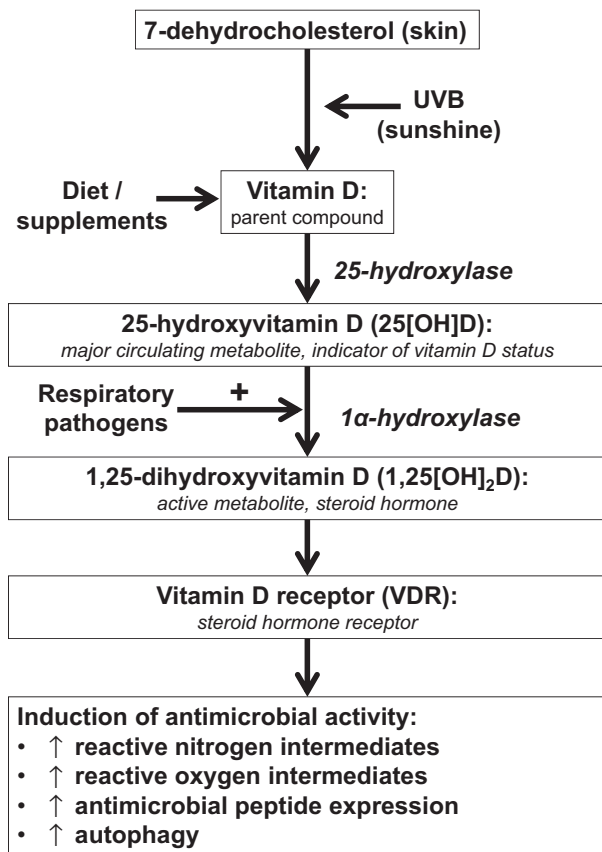 7-dehydrocholesterol (skin)
UVB
(sunshine)
Diet /
supplements
Vitamin D:
parent compound
25-hydroxylase
25-hydroxyvitamin D (25[OH]D):
major circulating metabolite, indicator of vitamin D status
Respiratory
pathogens
+
1α-hydroxylase
1,25-dihydroxyvitamin D (1,25[OH]₂D):
active metabolite, steroid hormone
Vitamin D receptor (VDR):
steroid hormone receptor
Induction of antimicrobial activity:
• ↑ reactive nitrogen intermediates
• ↑ reactive oxygen intermediates
• ↑ antimicrobial peptide expression
• ↑ autophagy